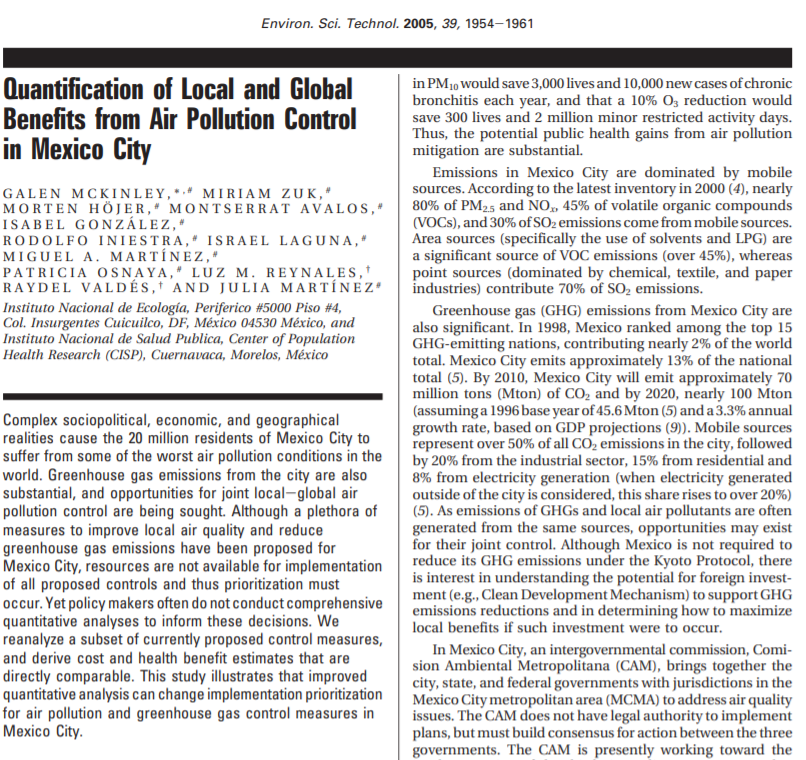 Environ. Sci. Technol. 2005, 39, 1954−1961
Quantification of Local and Global
Benefits from Air Pollution Control
in Mexico City
GALEN MCKINLEY,*,# MIRIAM ZUK,#
MORTEN HÖJER,# MONTSERRAT AVALOS,#
ISABEL GONZÁLEZ,#
RODOLFO INIESTRA,# ISRAEL LAGUNA,#
MIGUEL A. MARTÍNEZ,#
PATRICIA OSNAYA,# LUZ M. REYNALES,†
RAYDEL VALDÉS,† AND JULIA MARTÍNEZ#
Instituto Nacional de Ecología, Periferico #5000 Piso #4,
Col. Insurgentes Cuicuilco, DF, México 04530 México, and
Instituto Nacional de Salud Publica, Center of Population
Health Research (CISP), Cuernavaca, Morelos, México
Complex sociopolitical, economic, and geographical
realities cause the 20 million residents of Mexico City to
suffer from some of the worst air pollution conditions in the
world. Greenhouse gas emissions from the city are also
substantial, and opportunities for joint local−global air
pollution control are being sought. Although a plethora of
measures to improve local air quality and reduce
greenhouse gas emissions have been proposed for
Mexico City, resources are not available for implementation
of all proposed controls and thus prioritization must
occur. Yet policy makers often do not conduct comprehensive
quantitative analyses to inform these decisions. We
reanalyze a subset of currently proposed control measures,
and derive cost and health benefit estimates that are
directly comparable. This study illustrates that improved
quantitative analysis can change implementation prioritization
for air pollution and greenhouse gas control measures in
Mexico City.
in PM10 would save 3,000 lives and 10,000 new cases of chronic
bronchitis each year, and that a 10% O3 reduction would
save 300 lives and 2 million minor restricted activity days.
Thus, the potential public health gains from air pollution
mitigation are substantial.
Emissions in Mexico City are dominated by mobile
sources. According to the latest inventory in 2000 (4), nearly
80% of PM2.5 and NOx, 45% of volatile organic compounds
(VOCs), and 30% of SO2 emissions come from mobile sources.
Area sources (specifically the use of solvents and LPG) are
a significant source of VOC emissions (over 45%), whereas
point sources (dominated by chemical, textile, and paper
industries) contribute 70% of SO2 emissions.
Greenhouse gas (GHG) emissions from Mexico City are
also significant. In 1998, Mexico ranked among the top 15
GHG-emitting nations, contributing nearly 2% of the world
total. Mexico City emits approximately 13% of the national
total (5). By 2010, Mexico City will emit approximately 70
million tons (Mton) of CO2 and by 2020, nearly 100 Mton
(assuming a 1996 base year of 45.6 Mton (5) and a 3.3% annual
growth rate, based on GDP projections (9)). Mobile sources
represent over 50% of all CO2 emissions in the city, followed
by 20% from the industrial sector, 15% from residential and
8% from electricity generation (when electricity generated
outside of the city is considered, this share rises to over 20%)
(5). As emissions of GHGs and local air pollutants are often
generated from the same sources, opportunities may exist
for their joint control. Although Mexico is not required to
reduce its GHG emissions under the Kyoto Protocol, there
is interest in understanding the potential for foreign invest-
ment (e.g., Clean Development Mechanism) to support GHG
emissions reductions and in determining how to maximize
local benefits if such investment were to occur.
In Mexico City, an intergovernmental commission, Comi-
sion Ambiental Metropolitana (CAM), brings together the
city, state, and federal governments with jurisdictions in the
Mexico City metropolitan area (MCMA) to address air quality
issues. The CAM does not have legal authority to implement
plans, but must build consensus for action between the three
governments. The CAM is presently working toward the